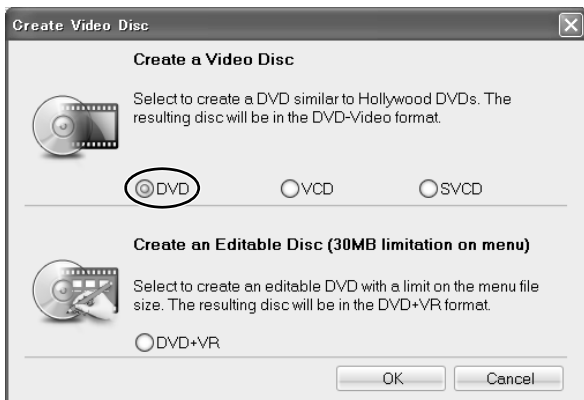 Create Video Disc
Create a Video Disc
Select to create a DVD similar to Hollywood DVDs. The
resulting disc will be in the DVD-Video format.
DVD VCD SVCD
Create an Editable Disc (30MB limitation on menu)
Select to create an editable DVD with a limit on the menu file
size. The resulting disc will be in the DVD+VR format.
DVD+VR
OK Cancel